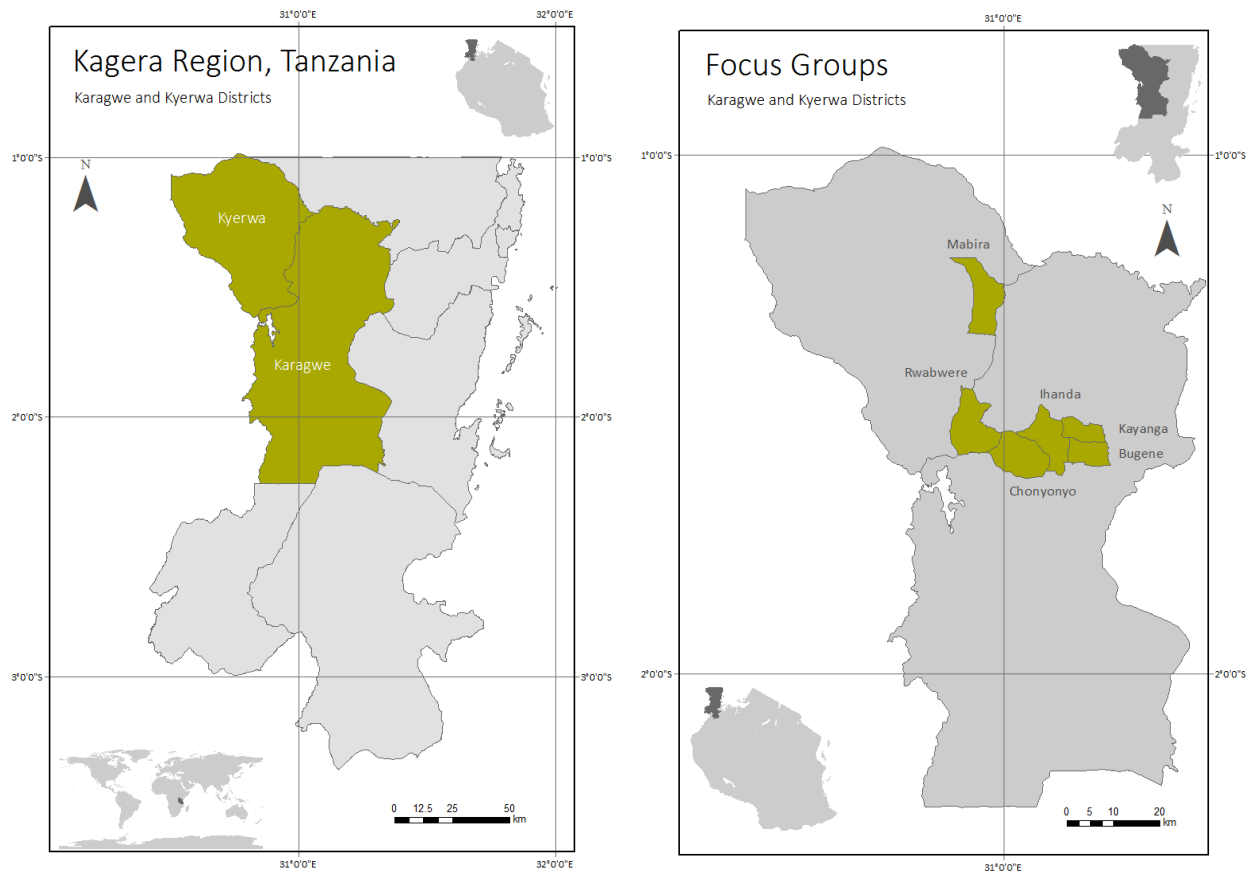 31°0'0"E
32°0'0"E
Kagera Region, Tanzania
Karagwe and Kyerwa Districts
1°0'0"S
1°0'0"S
N
Kyerwa
Karagwe
2°0'0"S
2°0'0"S
3°0'0"S
3°0'0"S
0 12.5 25 50
km
31°0'0"E
32°0'0"E
31°0'0"E
Focus Groups
Karagwe and Kyerwa Districts
1°0'0"S
1°0'0"S
N
Mabira
Rwabwere
Ihanda
Kayanga
Bugene
Chonyonyo
2°0'0"S
2°0'0"S
0 5 10 20
km
31°0'0"E